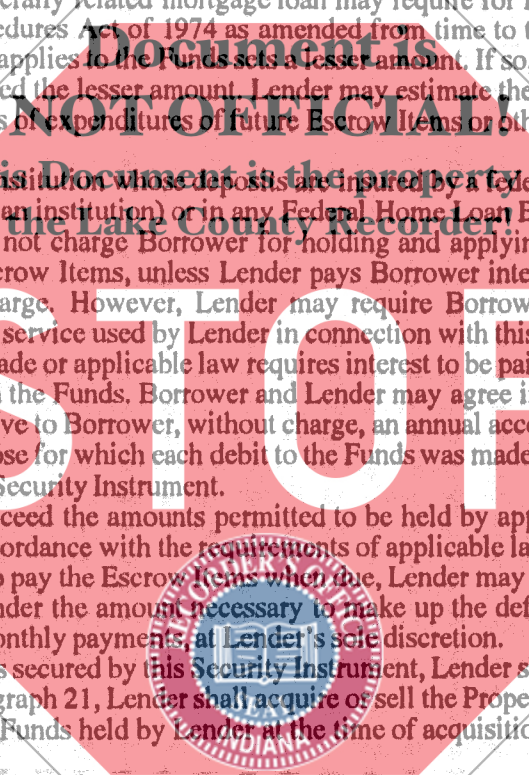 erally related mortgage loan may require for
edures Act of 1974 as amended from time to t
Document is
applies to the Funds sets a lesser amount. If so
ed the lesser amount. Lender may estimate the
NOT OFFICIAL!
s of expenditures of future Escrow Items or oth
is Document is the property
nstitution whose deposits are insured by a fede
an institution) or in any Federal Home Loan B
the Lake County Recorder!
not charge Borrower for holding and applyin
crow Items, unless Lender pays Borrower inte
arge. However, Lender may require Borrow
service used by Lender in connection with this
ade or applicable law requires interest to be pa
the Funds. Borrower and Lender may agree i
ve to Borrower, without charge, an annual acc
ose for which each debit to the Funds was made
STOP
Security Instrument.
ceed the amounts permitted to be held by app
ordance with the requirements of applicable la
o pay the Escrow Items when due, Lender may
nder the amount necessary to make up the de
onthly payments, at Lender's sole discretion.
s secured by this Security Instrument, Lender s
graph 21, Lender shall acquire or sell the Prope
Funds held by Lender at the time of acquisitio
INDIANA